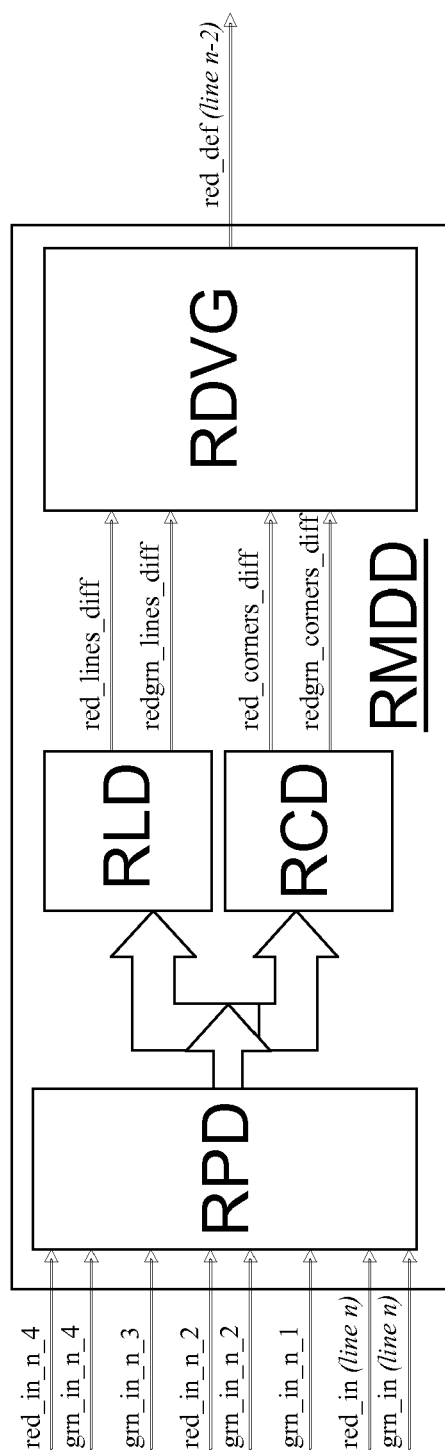 red_in_n_4
grn_in_n_4
grn_in_n_3
red_in_n_2
grn_in_n_2
grn_in_n_1
red_in (line n)
grn_in (line n)
RPD
RLD
RCD
red_lines_diff
redgrn_lines_diff
red_corners_diff
redgrn_corners_diff
RMDD
RDVG
red_def (line n-2)